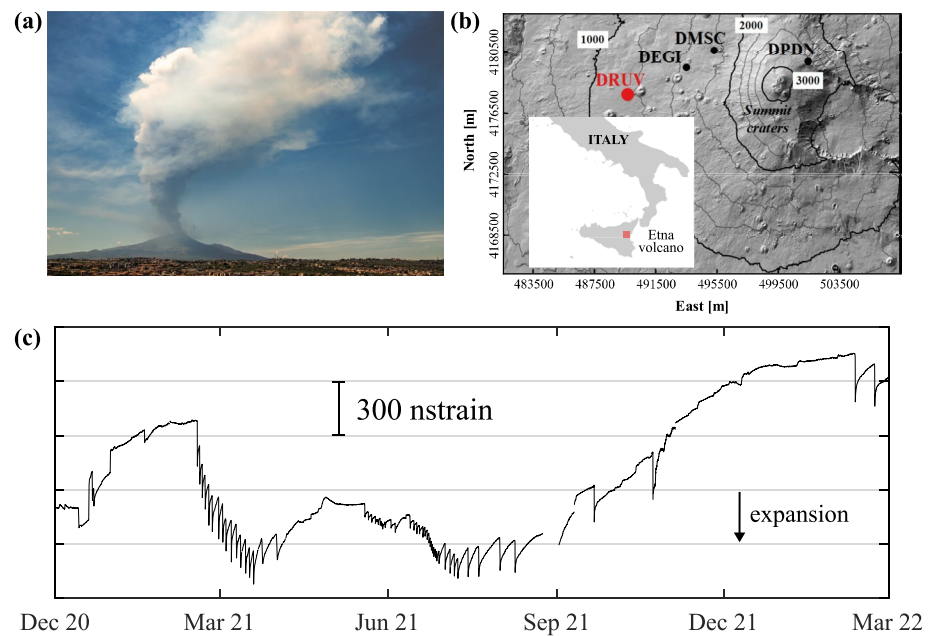 (a)
(b)
4180500
4176500
4172500
4168500
North [m]
1000
2000
DMSC
DEGI
DPDN
DRUV
3000
Summit
craters
ITALY
Etna
volcano
483500 487500 491500 495500 499500 503500
East [m]
(c)
300 nstrain
expansion
Dec 20 Mar 21 Jun 21 Sep 21 Dec 21 Mar 22